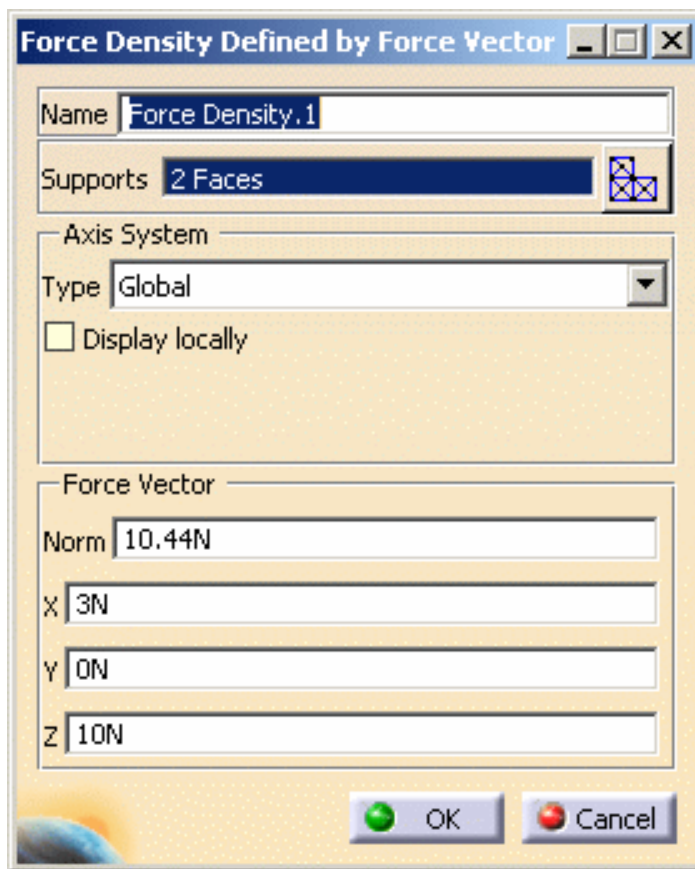 Force Density Defined by Force Vector
Name Force Density.1
Supports 2 Faces
Axis System
Type Global
Display locally
Force Vector
Norm 10.44N
X 3N
Y 0N
Z 10N
OK Cancel